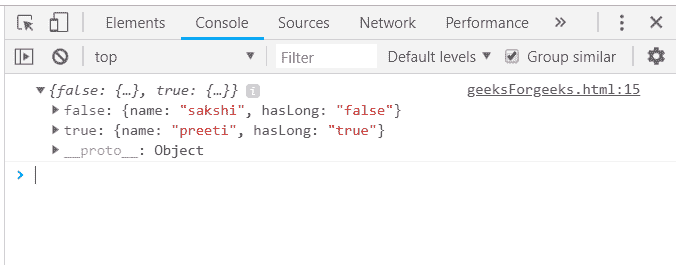 Elements Console Sources Network Performance »
top ▼ Filter Default levels ▼ Group similar
▼{false: {…}, true: {…}} i geeksForgeeks.html:15
▶false: {name: "sakshi", hasLong: "false"}
▶true: {name: "preeti", hasLong: "true"}
▶__proto__: Object
>